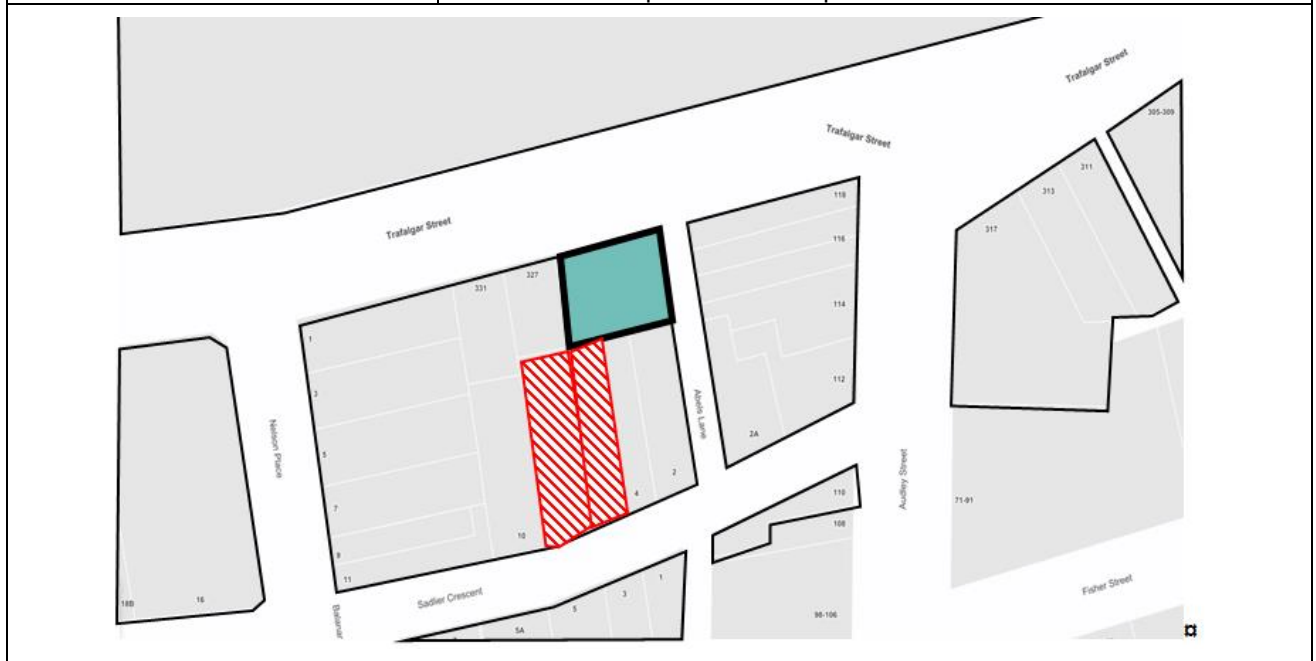 Trafalgar Street
305-309
Trafalgar Street
311
313
118
317
Trafalgar Street
116
327
331
114
1
3
112
Abels Lane
Nelson Place
2A
5
Audley Street
2
110
71-91
4
7
108
10
9
11
Fisher Street
1
Sadlier Crescent
3
18B
16
5
98-106
5A
¤